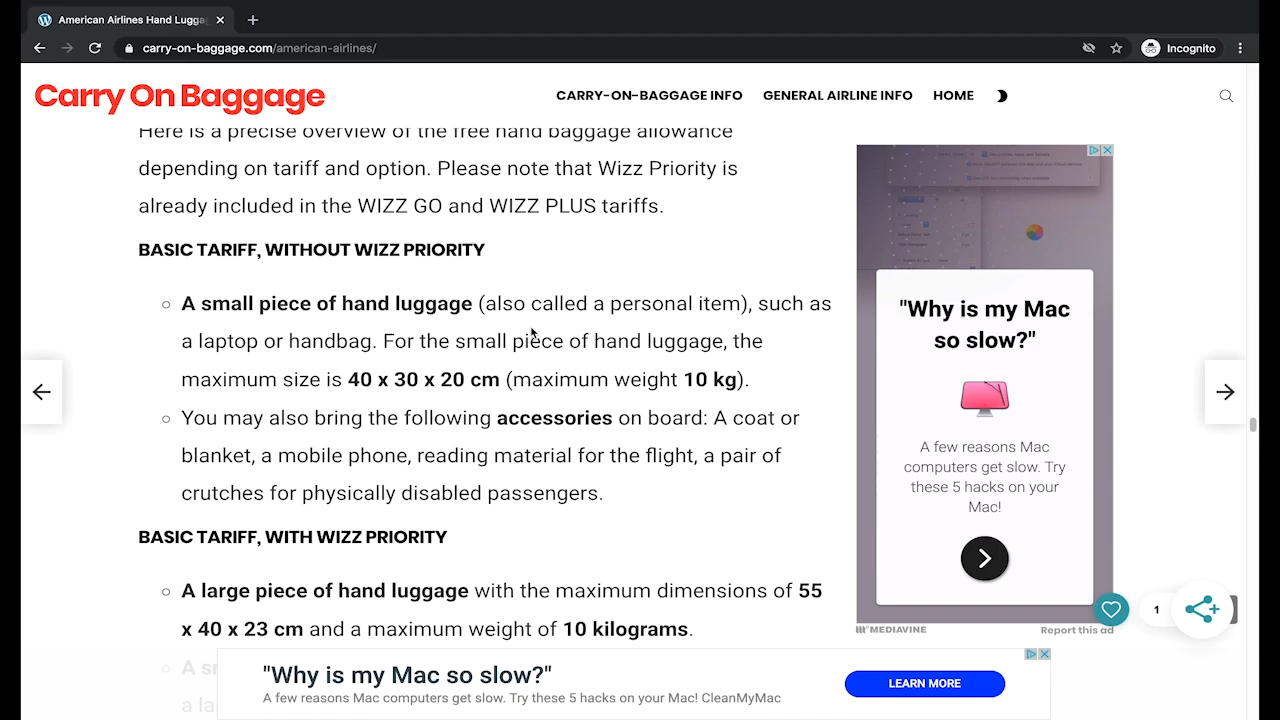 American Airlines Hand Lugga
carry-on-baggage.com/american-airlines/
Incognito
Carry On Baggage
CARRY-ON-BAGGAGE INFO
GENERAL AIRLINE INFO
HOME
Here is a precise overview of the free hand baggage allowance
depending on tariff and option. Please note that Wizz Priority is
already included in the WIZZ GO and WIZZ PLUS tariffs.
BASIC TARIFF, WITHOUT WIZZ PRIORITY
A small piece of hand luggage (also called a personal item), such as
a laptop or handbag. For the small piece of hand luggage, the
maximum size is 40 x 30 x 20 cm (maximum weight 10 kg).
You may also bring the following accessories on board: A coat or
blanket, a mobile phone, reading material for the flight, a pair of
crutches for physically disabled passengers.
BASIC TARIFF, WITH WIZZ PRIORITY
A large piece of hand luggage with the maximum dimensions of 55
x 40 x 23 cm and a maximum weight of 10 kilograms.
A s
a la
"Why is my Mac
so slow?"
A few reasons Mac
computers get slow. Try
these 5 hacks on your
Mac!
MEDIAVINE
Report this ad
1
"Why is my Mac so slow?"
A few reasons Mac computers get slow. Try these 5 hacks on your Mac! CleanMyMac
LEARN MORE